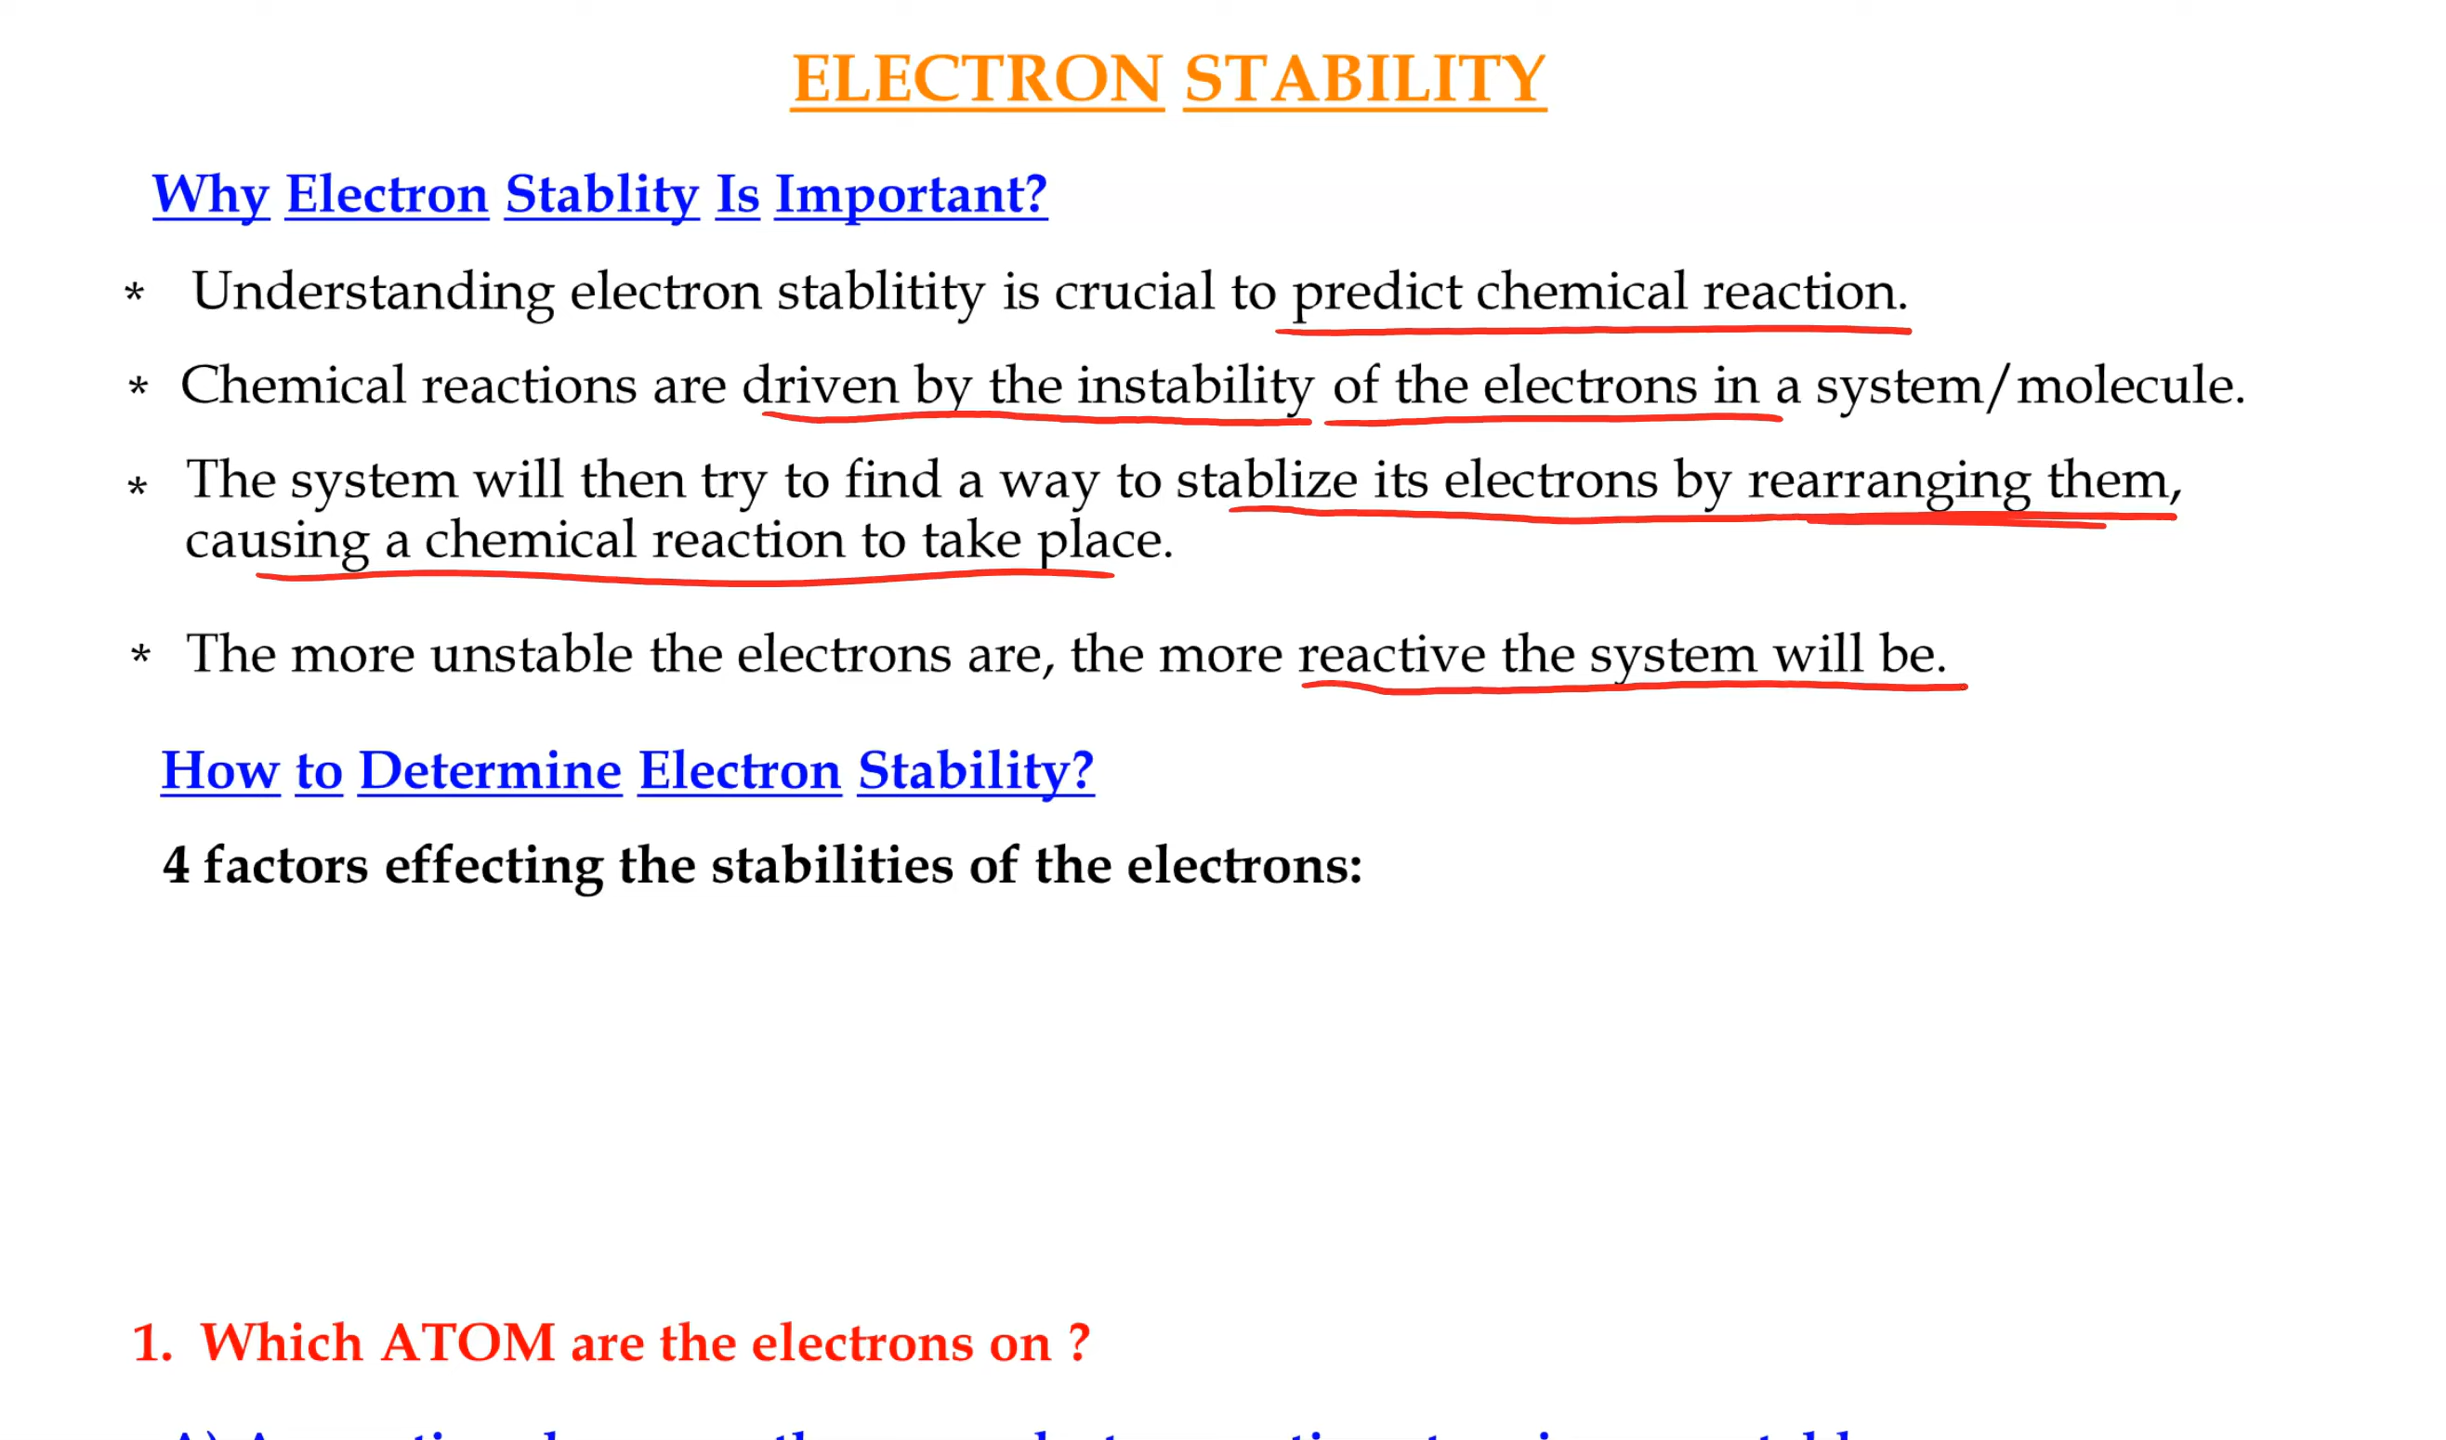 ELECTRON STABILITY
Why Electron Stablity Is Important?
* Understanding electron stablitity is crucial to predict chemical reaction.
* Chemical reactions are driven by the instability of the electrons in a system/molecule.
* The system will then try to find a way to stablize its electrons by rearranging them,
causing a chemical reaction to take place.
* The more unstable the electrons are, the more reactive the system will be.
How to Determine Electron Stability?
4 factors effecting the stabilities of the electrons:
1. Which ATOM are the electrons on ?